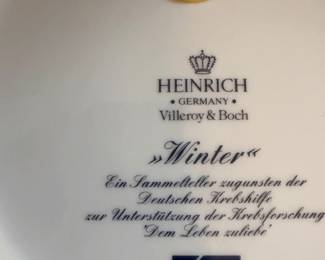 HEINRICH
• GERMANY •
Villeroy & Boch
»Winter«
Ein Sammelteller zugunsten der
Deutschen Krebshilfe
zur Unterstützung der Krebsforschung
'Dem Leben zuliebe'